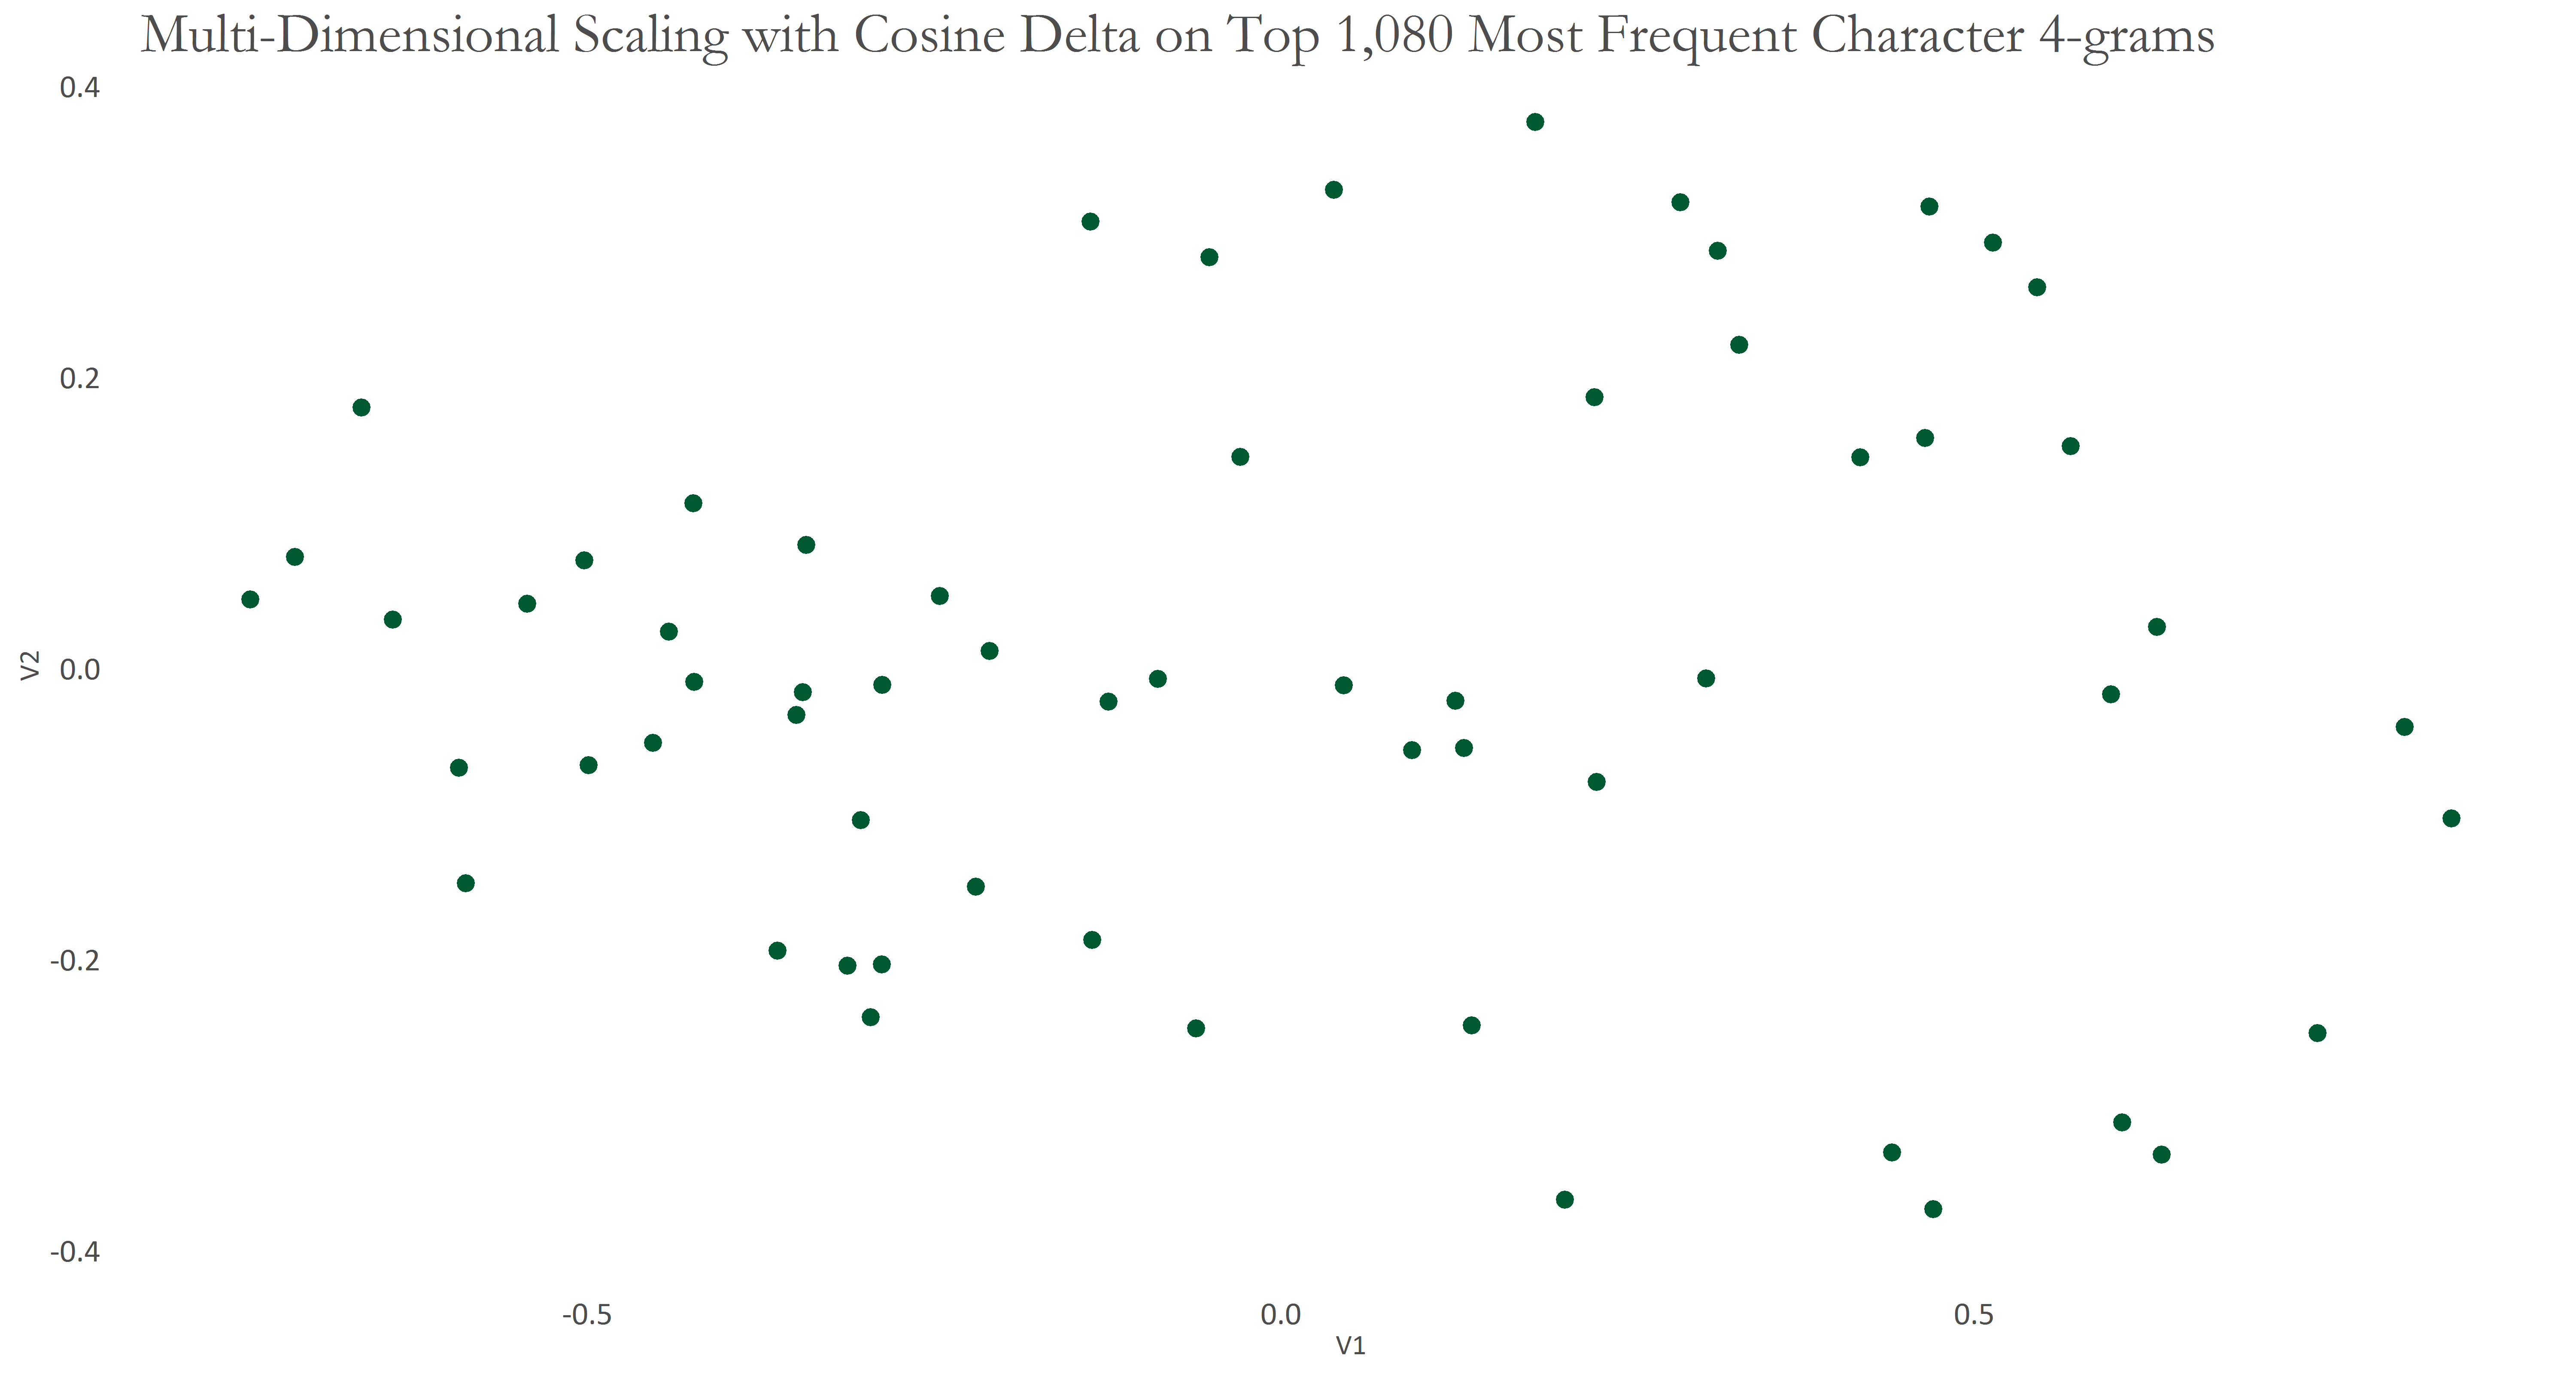 Multi-Dimensional Scaling with Cosine Delta on Top 1,080 Most Frequent Character 4-grams
0.4
0.2
0.0
-0.2
-0.4
V2
-0.5
0.0
0.5
V1